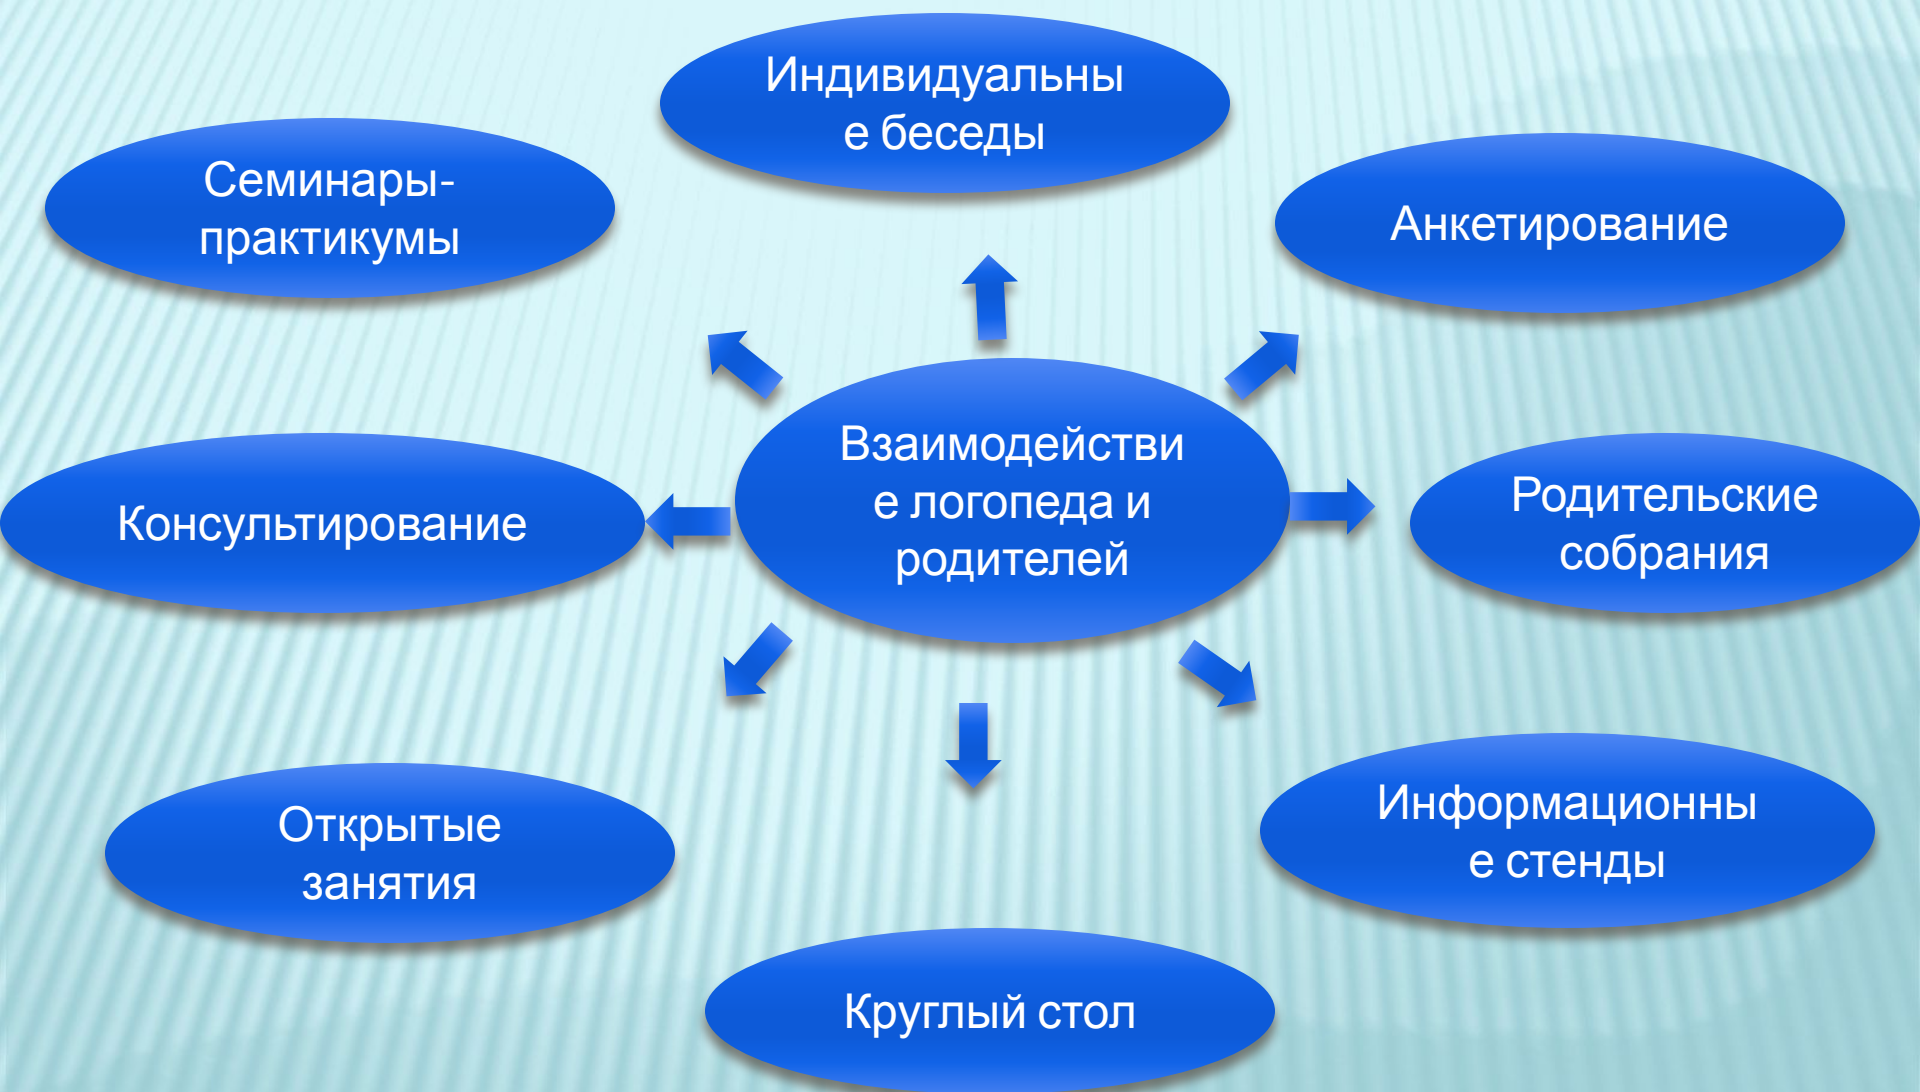 Индивидуальны
е беседы
Семинары-
практикумы
Анкетирование
Взаимодействи
е логопеда и
родителей
Консультирование
Родительские
собрания
Открытые
занятия
Информационны
е стенды
Круглый стол